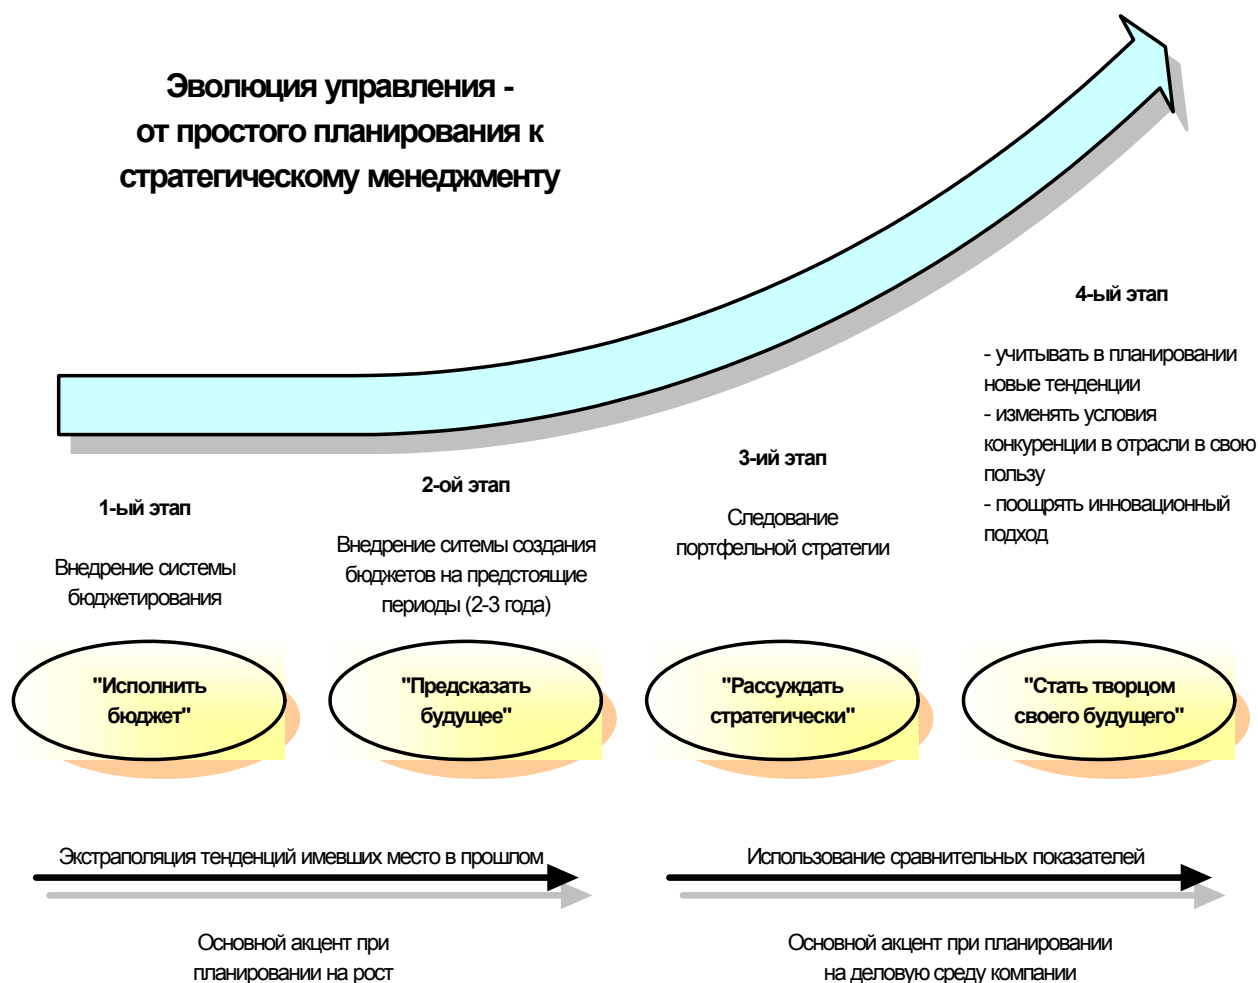 Эволюция управления -
от простого планирования к
стратегическому менеджменту
1-ый этап
Внедрение системы
бюджетирования
2-ой этап
Внедрение ситемы создания
бюджетов на предстоящие
периоды (2-3 года)
3-ий этап
Следование
портфельной стратегии
4-ый этап
- учитывать в планировании
новые тенденции
- изменять условия
конкуренции в отрасли в свою
пользу
- поощрять инновационный
подход
"Исполнить
бюджет"
"Предсказать
будущее"
"Рассуждать
стратегически"
"Стать творцом
своего будущего"
Экстраполяция тенденций имевших место в прошлом
Использование сравнительных показателей
Основной акцент при
планировании на рост
Основной акцент при планировании
на деловую среду компании